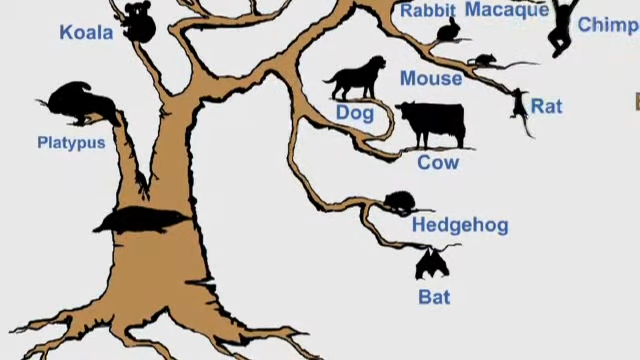 Rabbit Macaque
Koala
Chimp
Mouse
Rat
Dog
Platypus
Cow
Hedgehog
Bat